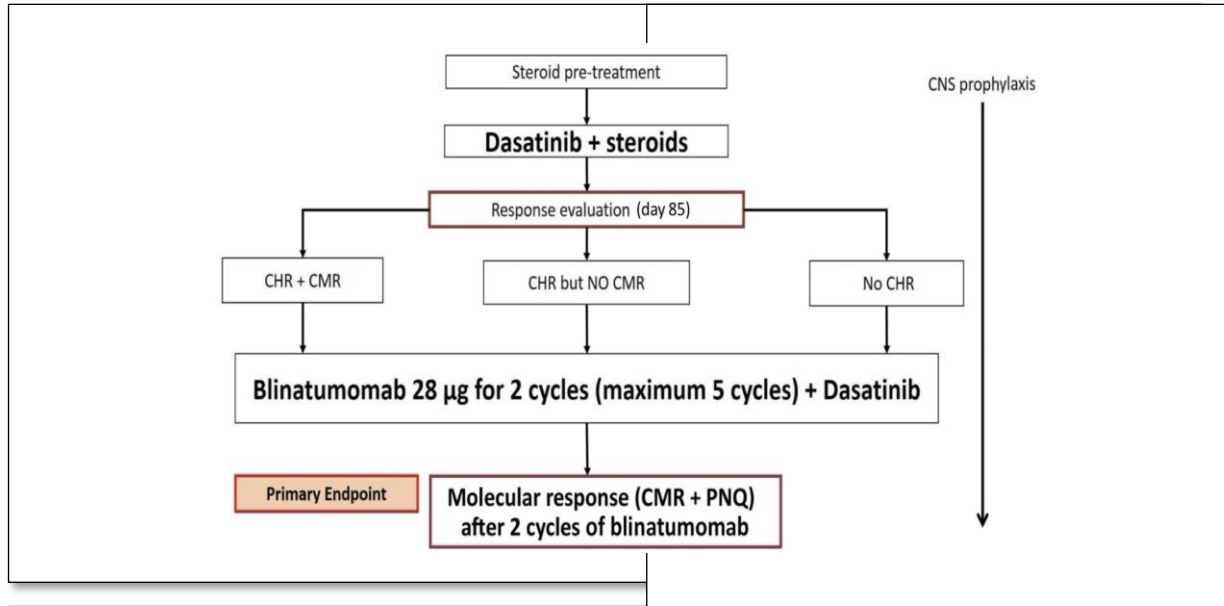 Steroid pre-treatment
CNS prophylaxis
Dasatinib + steroids
Response evaluation (day 85)
CHR + CMR
CHR but NO CMR
No CHR
Blinatumomab 28 µg for 2 cycles (maximum 5 cycles) + Dasatinib
Primary Endpoint
Molecular response (CMR + PNQ)
after 2 cycles of blinatumomab